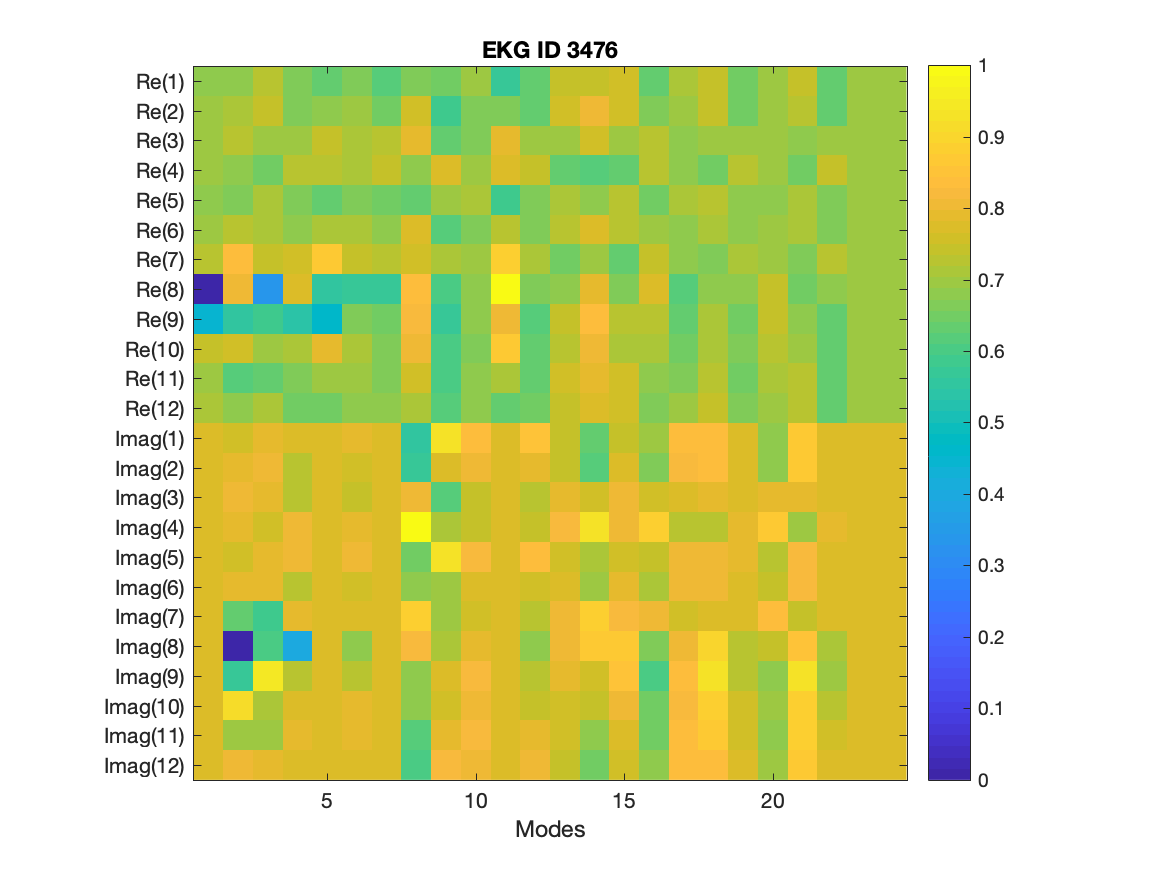 EKG ID 3476
Re(1)
Re(2)
Re(3)
Re(4)
Re(5)
Re(6)
Re(7)
Re(8)
Re(9)
Re(10)
Re(11)
Re(12)
Imag(1)
Imag(2)
Imag(3)
Imag(4)
Imag(5)
Imag(6)
Imag(7)
Imag(8)
Imag(9)
Imag(10)
Imag(11)
Imag(12)
5 10 15 20
Modes
1
0.9
0.8
0.7
0.6
0.5
0.4
0.3
0.2
0.1
0